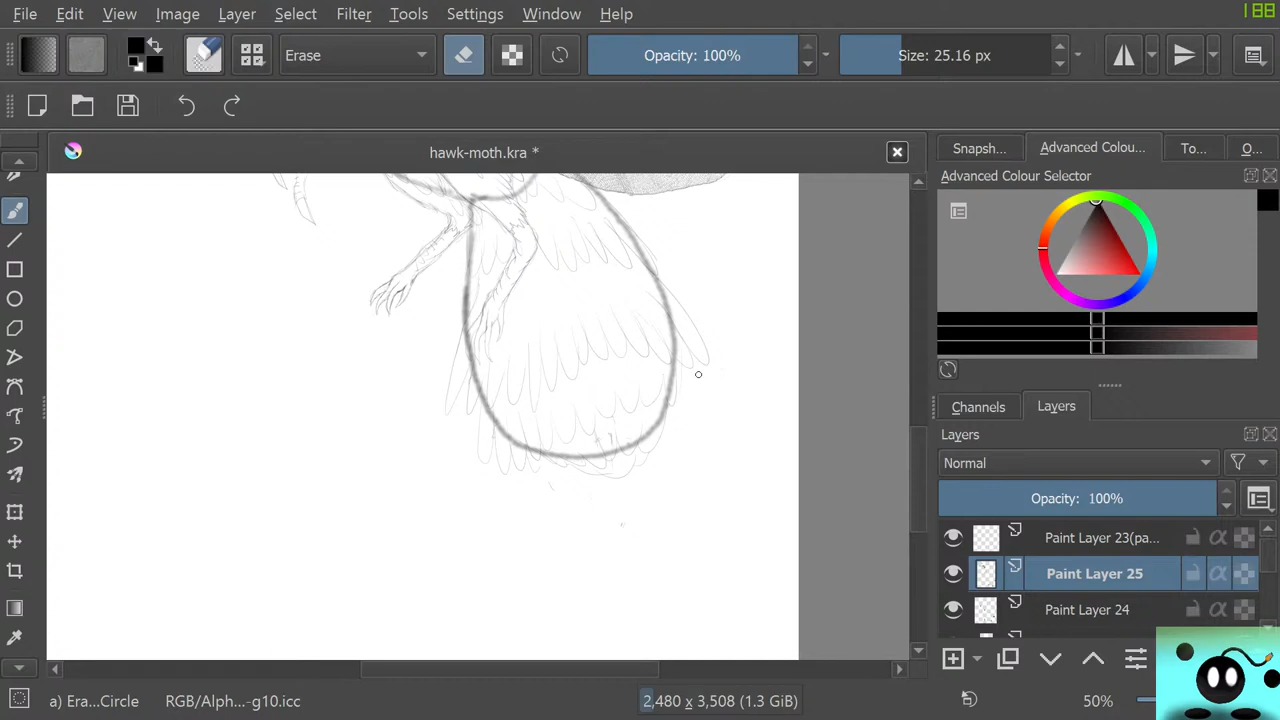 File Edit View Image Layer Select Filter Tools Settings Window Help
188
Erase
Opacity: 100%
Size: 25.16 px
hawk-moth.kra *
Snapsh... Advanced Colou... To... O...
Advanced Colour Selector
Channels Layers
Layers
Normal
Opacity: 100%
Paint Layer 23(pa...
Paint Layer 25
Paint Layer 24
a) Era...Circle RGB/Alph...-g10.icc 2,480 x 3,508 (1.3 GiB) 50%